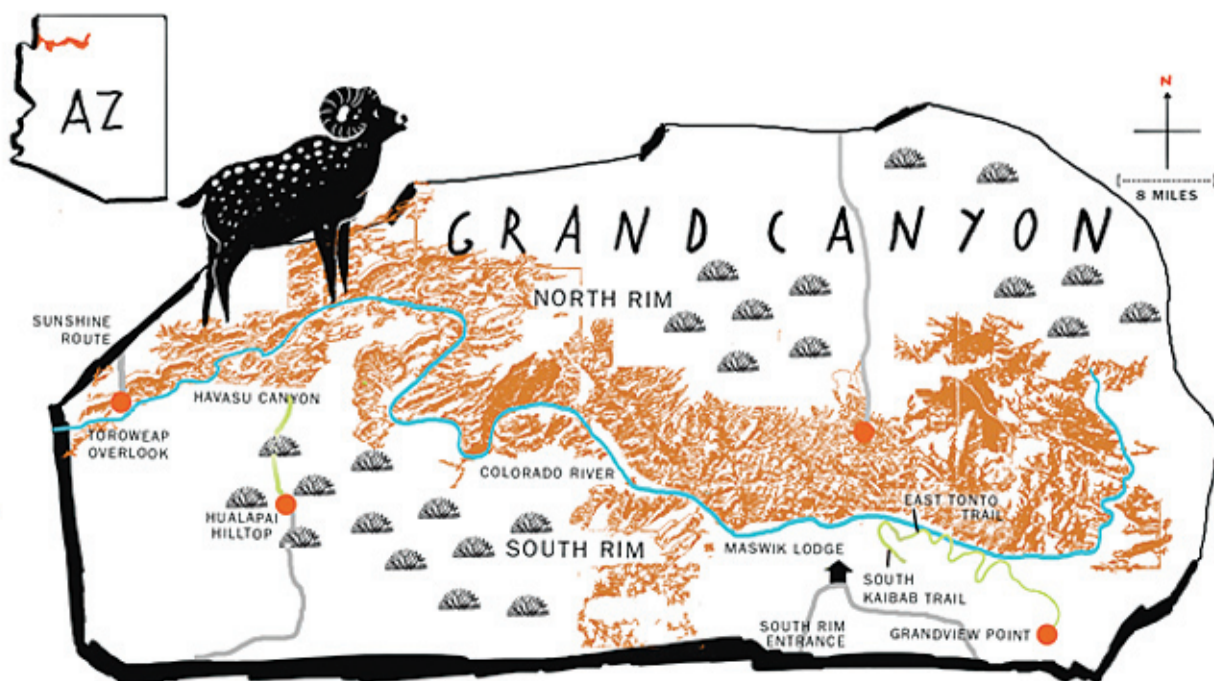 AZ
N
8 MILES
GRAND CANYON
NORTH RIM
SUNSHINE
ROUTE
HAVASU CANYON
TOROWEAP
OVERLOOK
COLORADO RIVER
HUALAPAI
HILLTOP
EAST TONTO
TRAIL
SOUTH RIM
MASWIK LODGE
SOUTH
KAIBAB TRAIL
SOUTH RIM
ENTRANCE
GRANDVIEW POINT